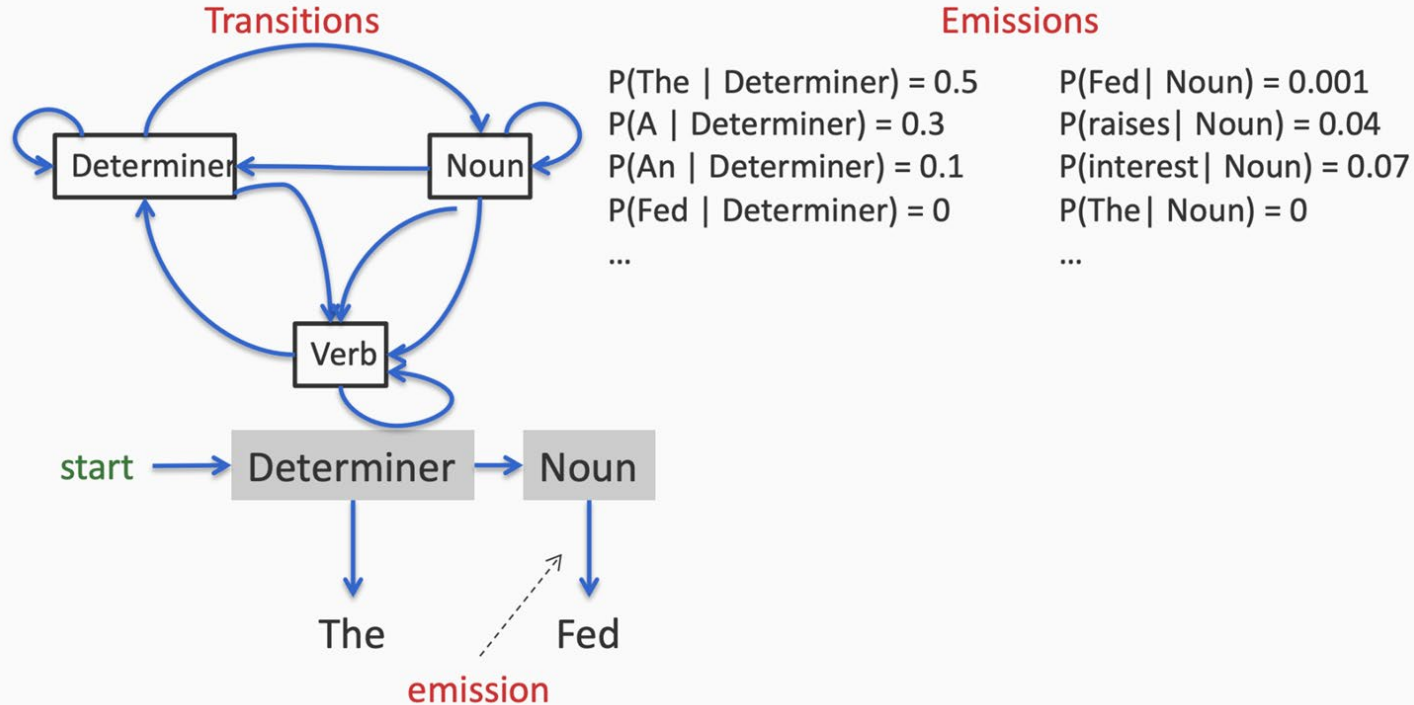 Transitions
Emissions
Determiner
Noun
Verb
P(The | Determiner) = 0.5
P(A | Determiner) = 0.3
P(An | Determiner) = 0.1
P(Fed | Determiner) = 0
...
P(Fed| Noun) = 0.001
P(raises| Noun) = 0.04
P(interest| Noun) = 0.07
P(The| Noun) = 0
...
start
Determiner
Noun
The
Fed
emission